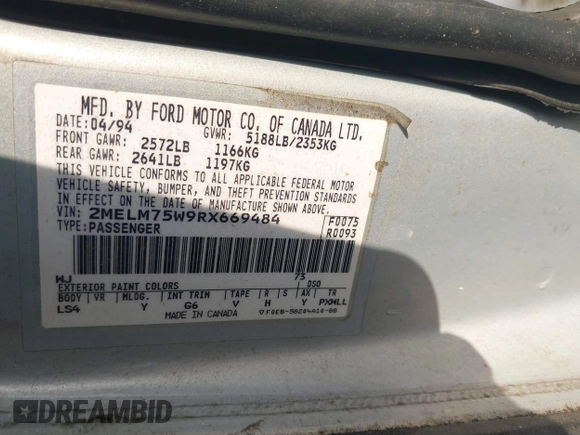 MFD. BY FORD MOTOR CO. OF CANADA LTD.
04/94 GVWR: 5188LB/2353KG
FRONT GAWR: 2572LB 1166KG
REAR GAWR: 2641LB 1197KG
THIS VEHICLE CONFORMS TO ALL APPLICABLE FEDERAL MOTOR
VEHICLE SAFETY, BUMPER, AND THEFT PREVENTION STANDARDS
IN EFFECT ON THE DATE OF MANUFACTURE SHOWN ABOVE.
VIN: 2MELM75W9RX669484 F0075
TYPE: PASSENGER R0093
WJ 73
EXTERIOR PAINT COLORS DSO
BODY VR MLDG. INT TRIM TAPE R S AX TR
LS4 Y G6 V H Y PXMLL
MADE IN CANADA
DREAMBID